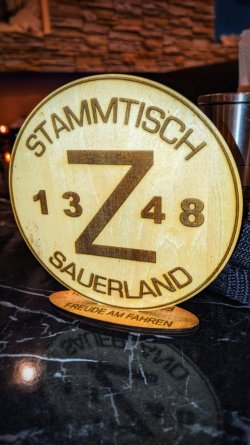 STAMMTISCH
13 Z 48
SAUERLAND
FREUDE AM FAHREN